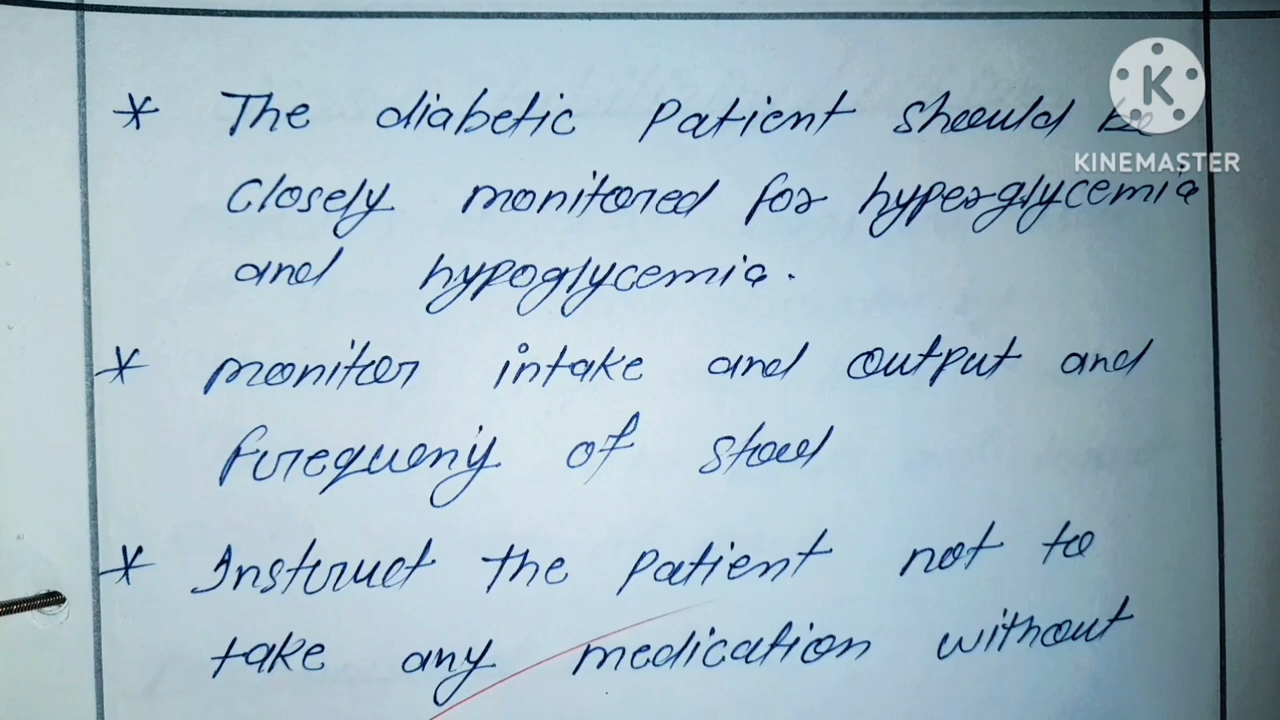 * The diabetic patient should be
closely monitored for hyperglycemia
and hypoglycemia.
* monitor intake and output and
frequeny of stool
* Instruct the patient not to
take any medication without
K
KINEMASTER